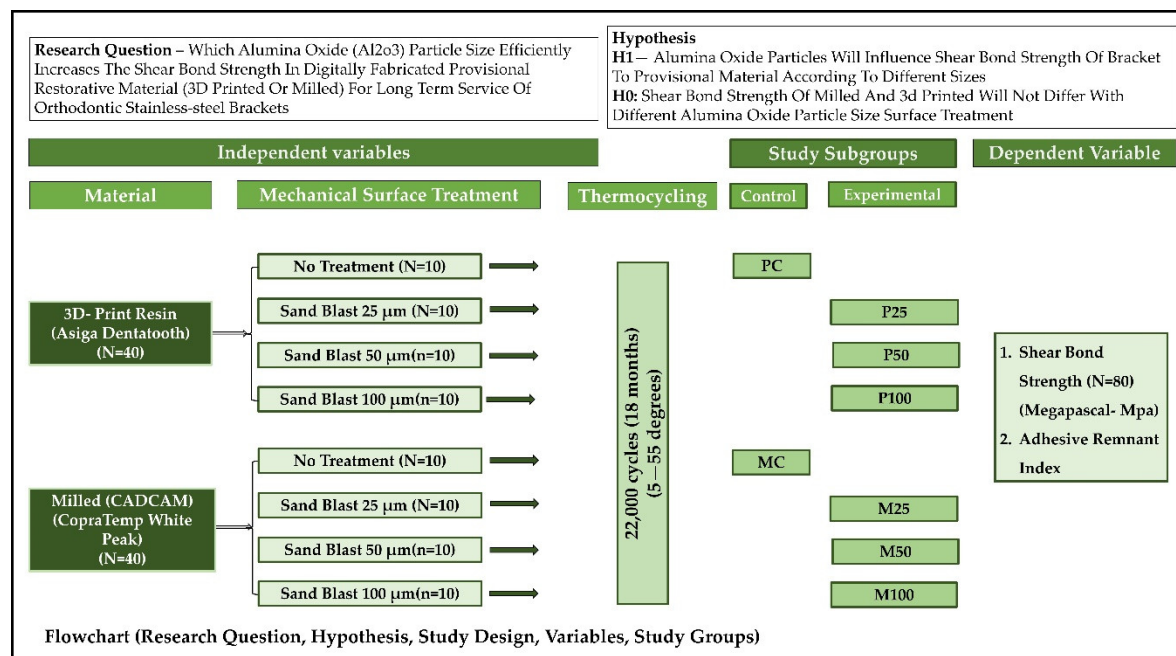 Research Question – Which Alumina Oxide (Al2o3) Particle Size Efficiently
Increases The Shear Bond Strength In Digitally Fabricated Provisional
Restorative Material (3D Printed Or Milled) For Long Term Service Of
Orthodontic Stainless-steel Brackets
Hypothesis
H1— Alumina Oxide Particles Will Influence Shear Bond Strength Of Bracket
To Provisional Material According To Different Sizes
H0: Shear Bond Strength Of Milled And 3d Printed Will Not Differ With
Different Alumina Oxide Particle Size Surface Treatment
Independent variables
Study Subgroups
Dependent Variable
Material
Mechanical Surface Treatment
Thermocycling
Control
Experimental
3D- Print Resin
(Asiga Dentatooth)
(N=40)
No Treatment (N=10)
Sand Blast 25 µm (N=10)
Sand Blast 50 µm(n=10)
Sand Blast 100 µm(n=10)
Milled (CADCAM)
(CopraTemp White
Peak)
(N=40)
No Treatment (N=10)
Sand Blast 25 µm (N=10)
Sand Blast 50 µm(n=10)
Sand Blast 100 µm(n=10)
22,000 cycles (18 months)
(5—55 degrees)
PC
P25
P50
P100
MC
M25
M50
M100
1. Shear Bond
Strength (N=80)
(Megapascal- Mpa)
2. Adhesive Remnant
Index
Flowchart (Research Question, Hypothesis, Study Design, Variables, Study Groups)